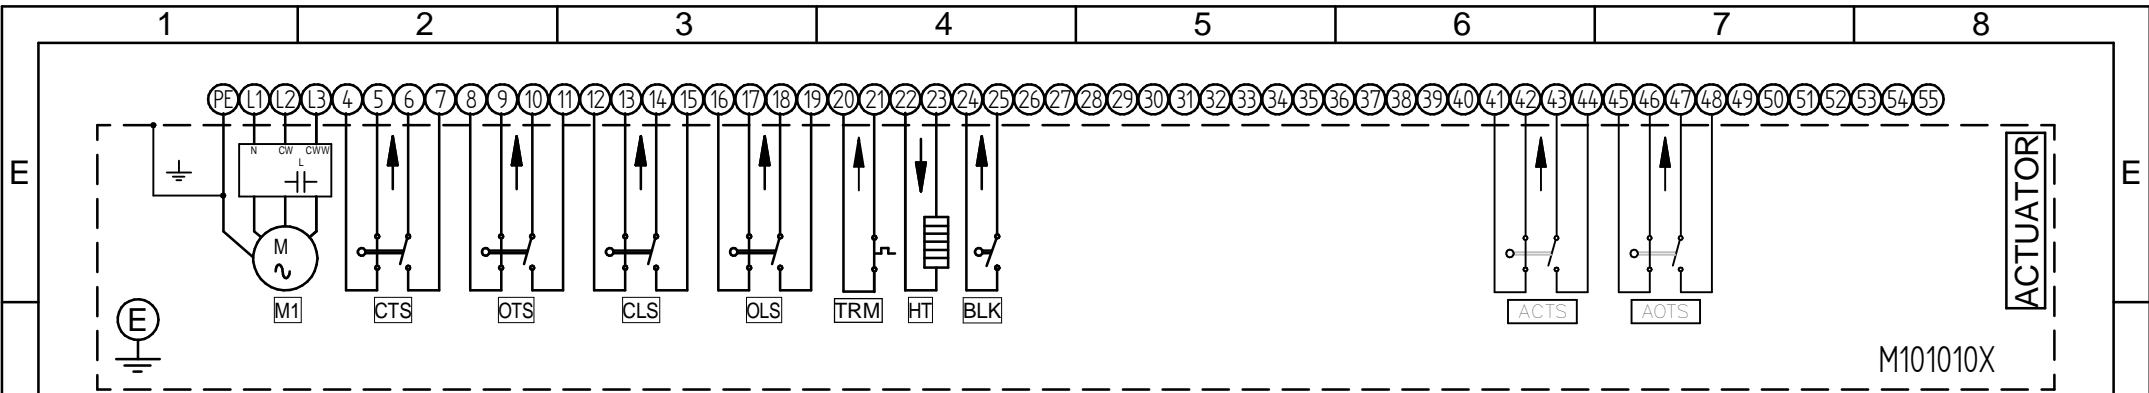 1 2 3 4 5 6 7 8
PE L1 L2 L3 4 5 6 7 8 9 10 11 12 13 14 15 16 17 18 19 20 21 22 23 24 25 26 27 28 29 30 31 32 33 34 35 36 37 38 39 40 41 42 43 44 45 46 47 48 49 50 51 52 53 54 55
N CW CWW
L
E E
ACTUATOR
M
M1 CTS OTS CLS OLS TRM HT BLK ACTS AOTS
E
M101010X